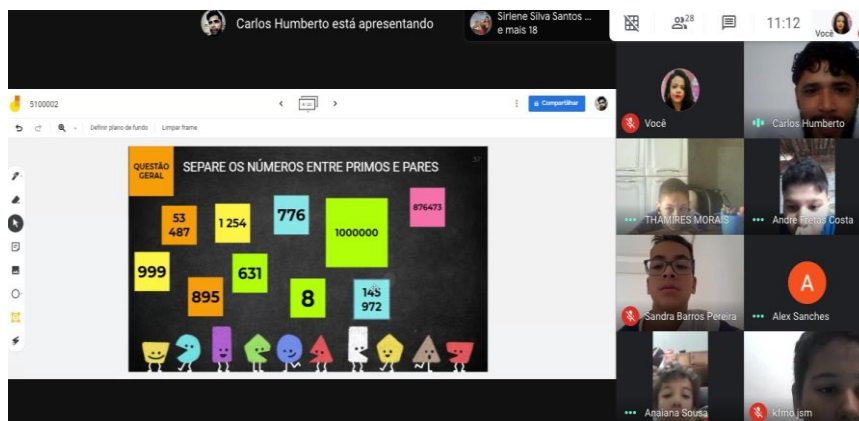 Carlos Humberto está apresentando
Sirlene Silva Santos ...
e mais 18
28
11:12
Você
5100002
Compartilhar
Definir plano de fundo
Limpar frame
QUESTÃO
GERAL
SEPARE OS NÚMEROS ENTRE PRIMOS E PARES
37
53
487
1 254
776
1000000
876473
999
895
631
8
145
972
Você
Carlos Humberto
THAMIRES MORAIS
André Freitas Costa
Sandra Barros Pereira
A
Alex Sanches
Anaiana Sousa
kfmo jsm